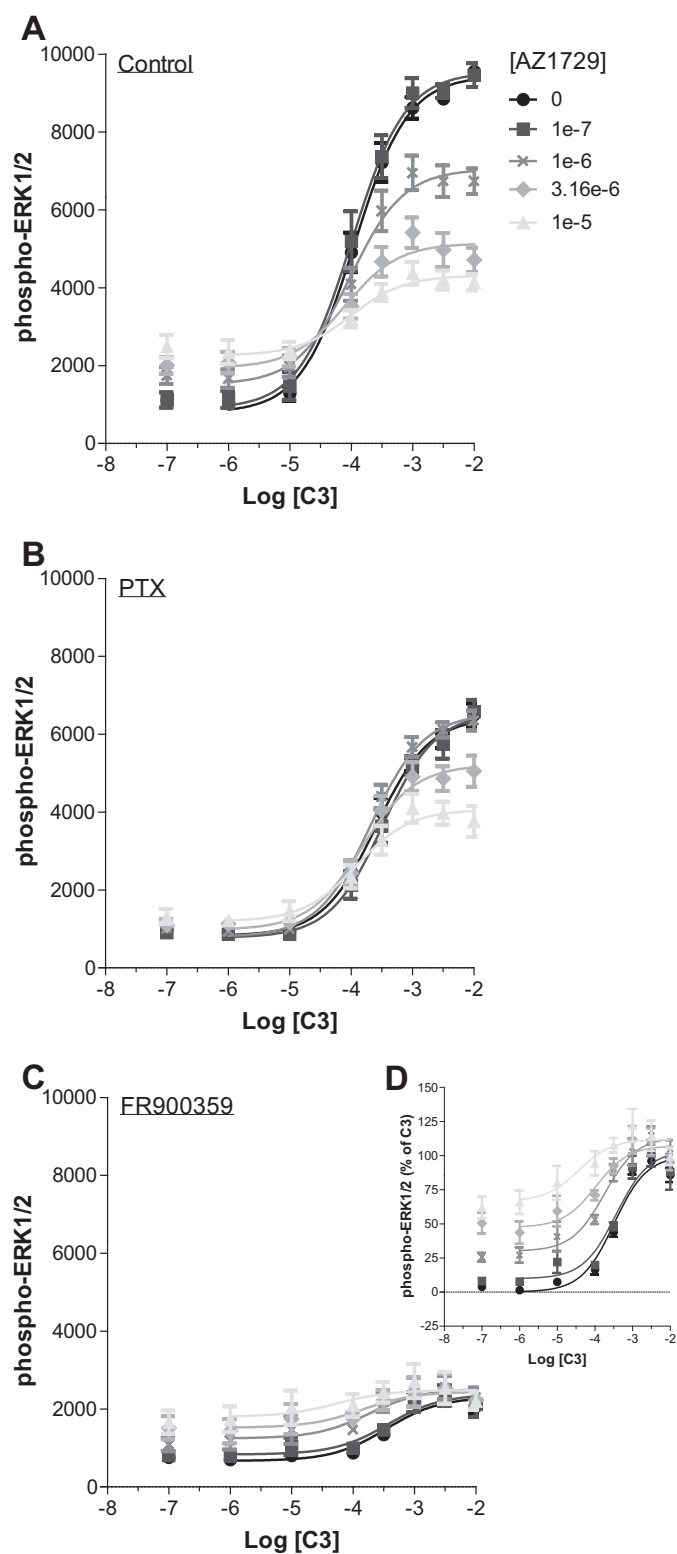 A
Control
10000
8000
6000
4000
2000
0
phospho-ERK1/2
-8 -7 -6 -5 -4 -3 -2
Log [C3]
[AZ1729]
0
1e-7
1e-6
3.16e-6
1e-5
B
PTX
10000
8000
6000
4000
2000
0
phospho-ERK1/2
-8 -7 -6 -5 -4 -3 -2
Log [C3]
C
FR900359
10000
8000
6000
4000
2000
0
phospho-ERK1/2
-8 -7 -6 -5 -4 -3 -2
Log [C3]
D
150
125
100
75
50
25
0
-25
phospho-ERK1/2 (% of C3)
-8 -7 -6 -5 -4 -3 -2
Log [C3]